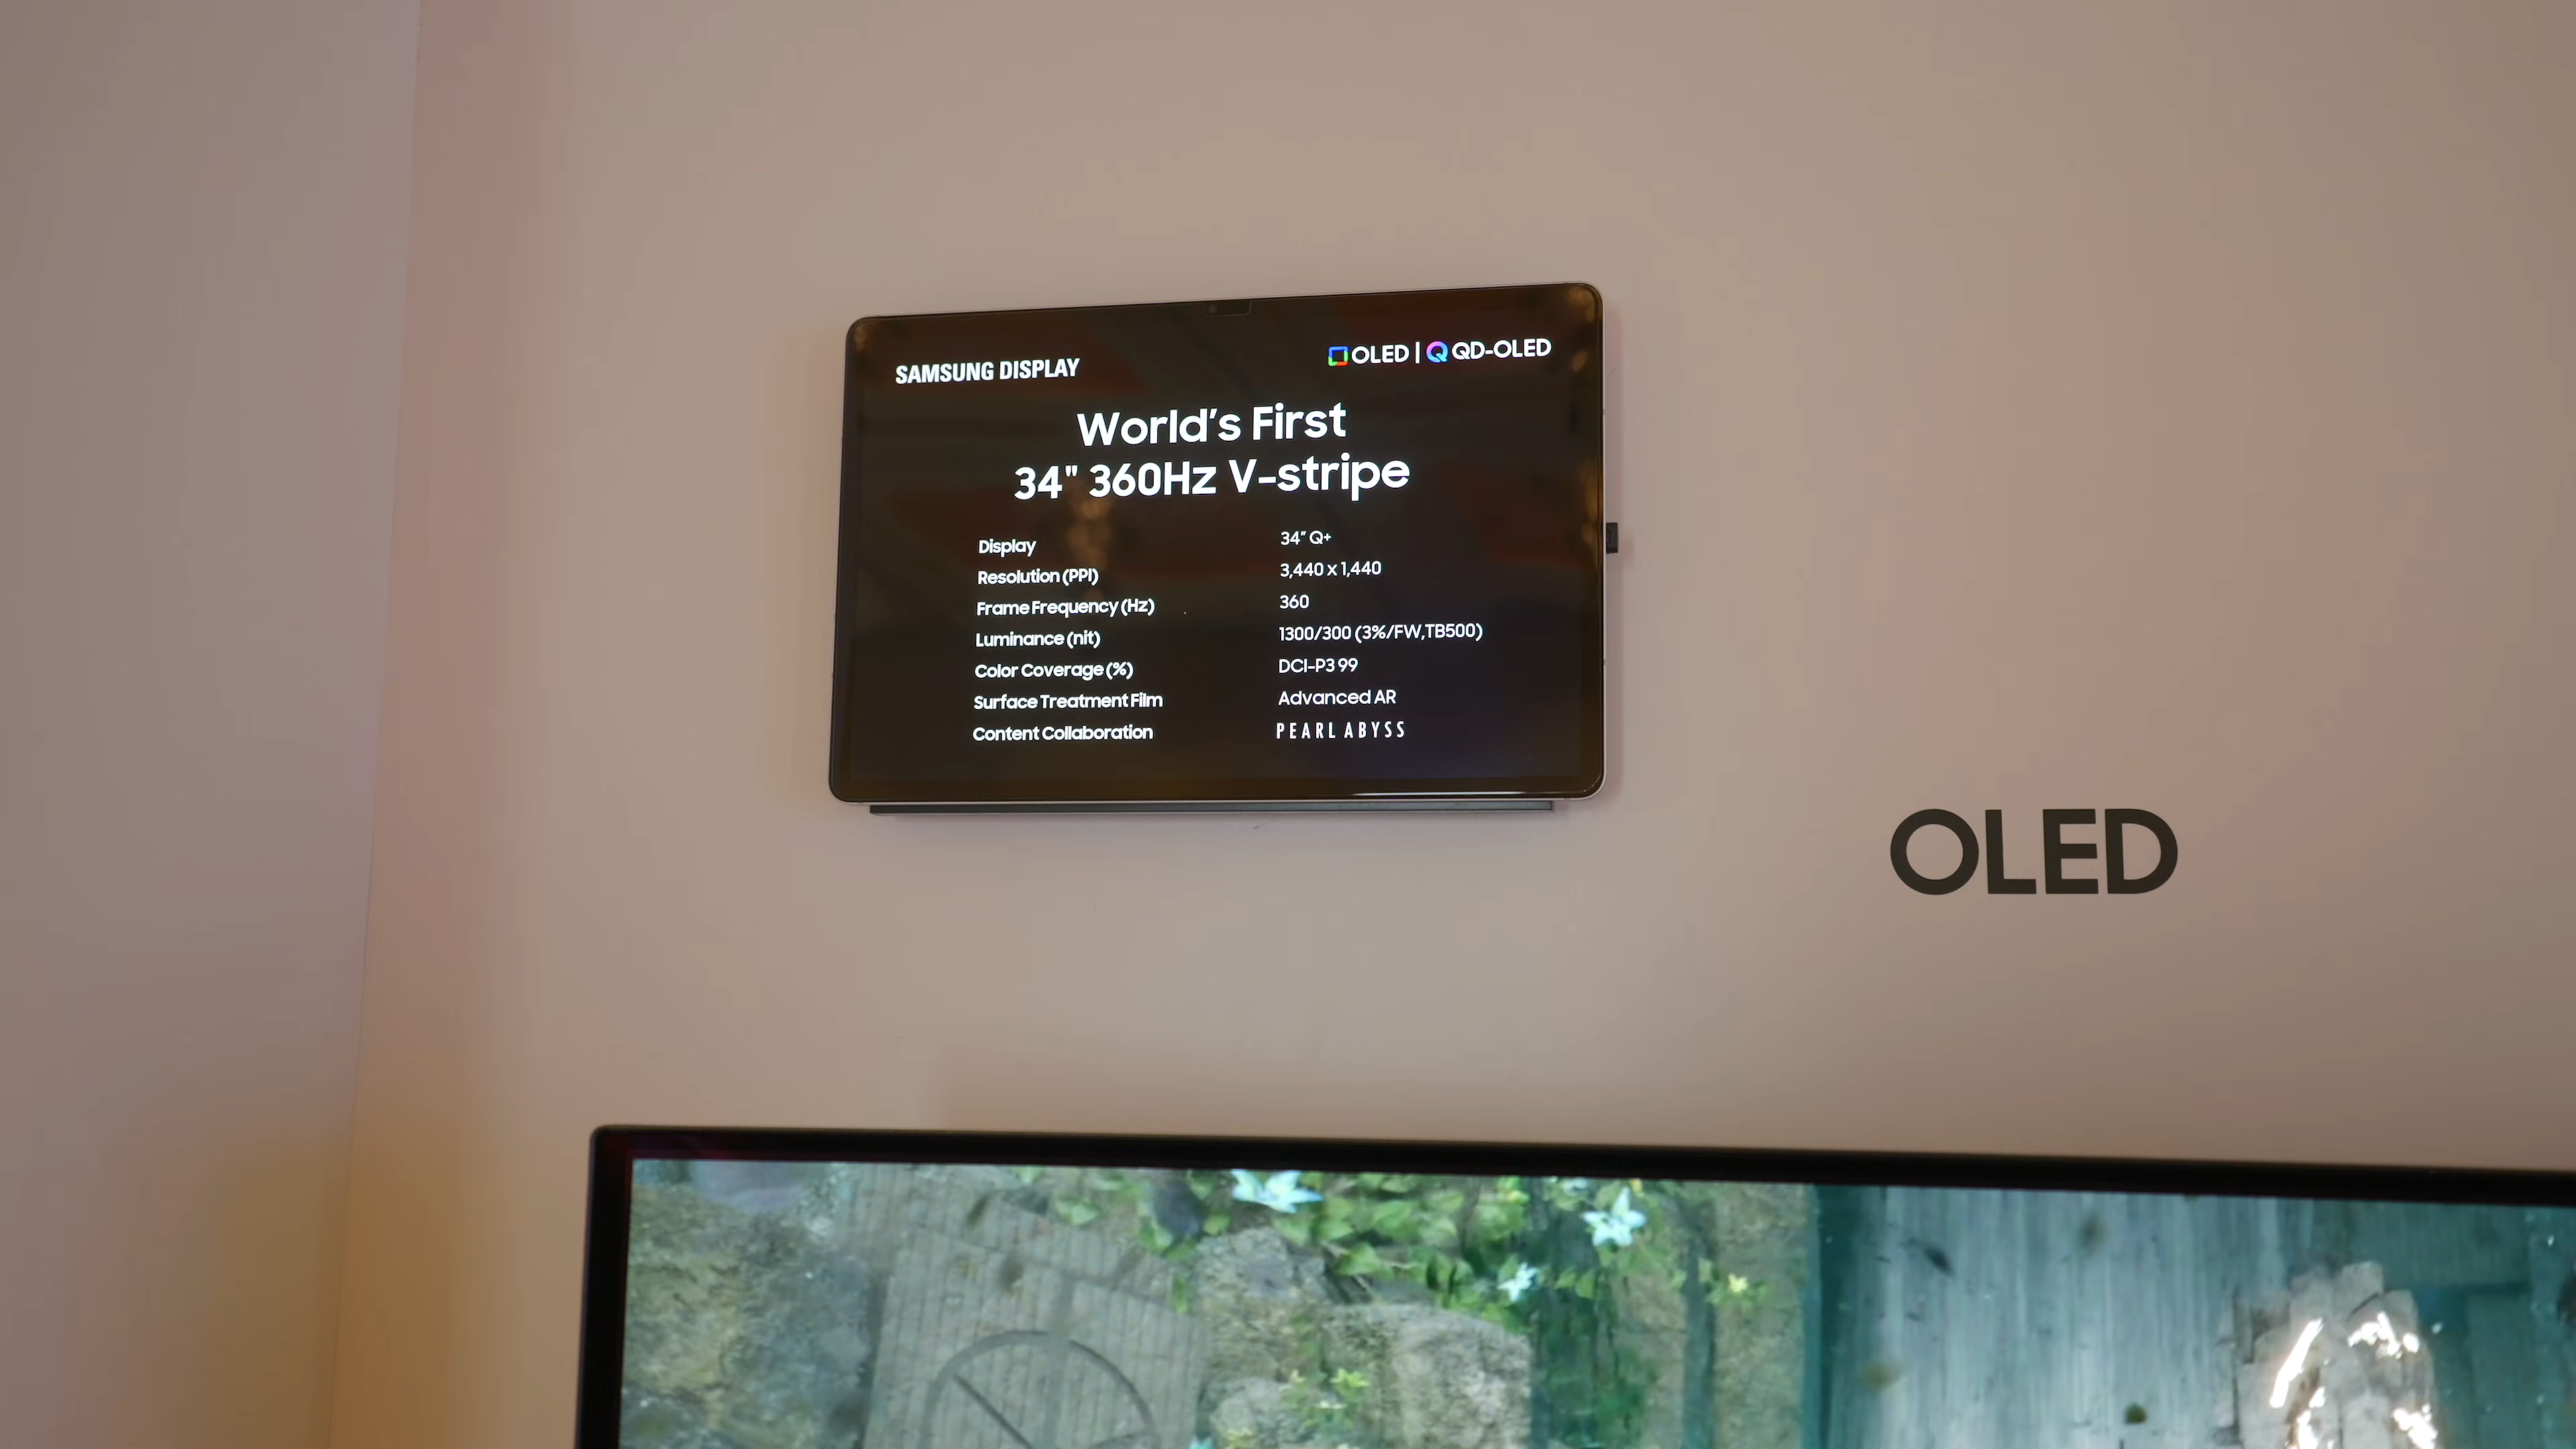 SAMSUNG DISPLAY
OLED | QD-OLED
World's First
34" 360Hz V-stripe
Display 34" Q+
Resolution (PPI) 3,440 x 1,440
Frame Frequency (Hz) 360
Luminance (nit) 1300/300 (3%/FW,TB500)
Color Coverage (%) DCI-P3 99
Surface Treatment Film Advanced AR
Content Collaboration PEARL ABYSS
OLED